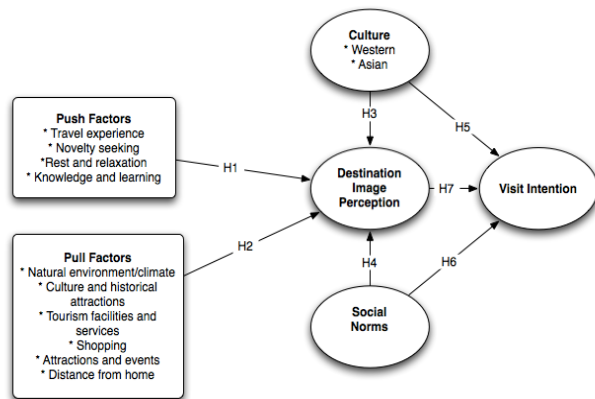 Culture
* Western
* Asian
Push Factors
* Travel experience
* Novelty seeking
*Rest and relaxation
* Knowledge and learning
H3
H5
H1
Destination
Image
Perception
H7
Visit Intention
Pull Factors
* Natural environment/climate
* Culture and historical
attractions
* Tourism facilities and
services
* Shopping
* Attractions and events
* Distance from home
H2
H4
H6
Social
Norms